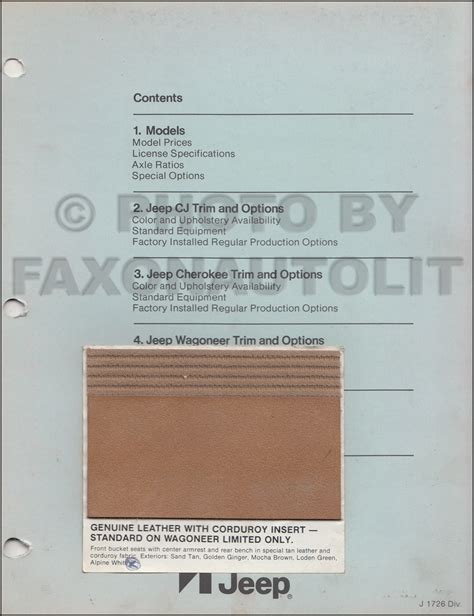 Contents
1. Models
Model Prices
License Specifications
Axle Ratios
Special Options
2. Jeep CJ Trim and Options
Color and Upholstery Availability
Standard Equipment
Factory Installed Regular Production Options
© PHOTO BY
FAXONAUTOLIT
3. Jeep Cherokee Trim and Options
Color and Upholstery Availability
Standard Equipment
Factory Installed Regular Production Options
4. Jeep Wagoneer Trim and Options
GENUINE LEATHER WITH CORDUROY INSERT —
STANDARD ON WAGONEER LIMITED ONLY.
Front bucket seats with center armrest and rear bench in special tan leather and
corduroy fabric. Exteriors: Sand Tan, Golden Ginger, Mocha Brown, Loden Green,
Alpine White
Jeep
J 1726 Div.